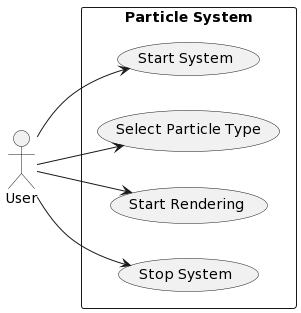 Particle System
Start System
Select Particle Type
Start Rendering
Stop System
User